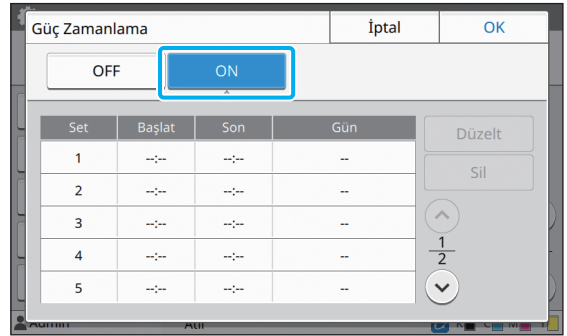 Güç Zamanlama İptal OK
OFF ON
Set Başlat Son Gün
Düzelt
1 --:-- --:-- --
Sil
2 --:-- --:-- --
3 --:-- --:-- --
1
4 --:-- --:-- --
2
5 --:-- --:-- --
Admin